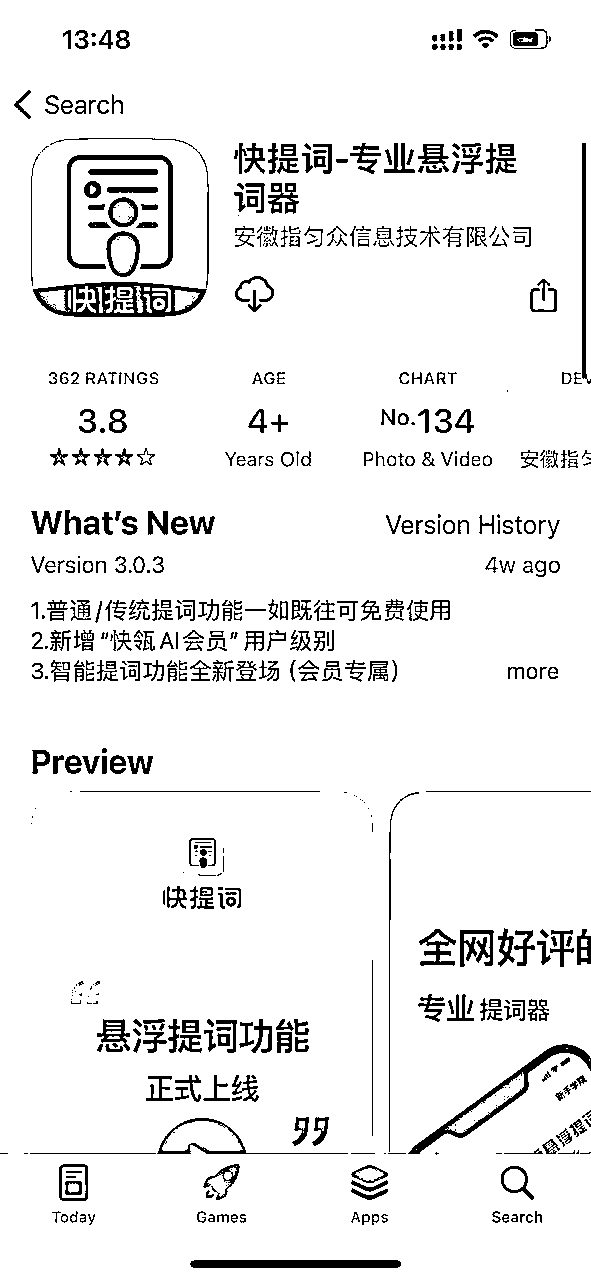 13:48
Search
快提词-专业悬浮提
词器
安徽指匀众信息技术有限公司
快提词
362 RATINGS
AGE
CHART
DEV
3.8
4+
No.134
Years Old
Photo & Video
安徽指匀
What's New
Version History
Version 3.0.3
4w ago
1.普通/传统提词功能一如既往可免费使用
2.新增“快瓴AI会员”用户级别
3.智能提词功能全新登场（会员专属）
more
Preview
快提词
全网好评的
专业提词器
“
悬浮提词功能
正式上线
”
Today
Games
Apps
Search